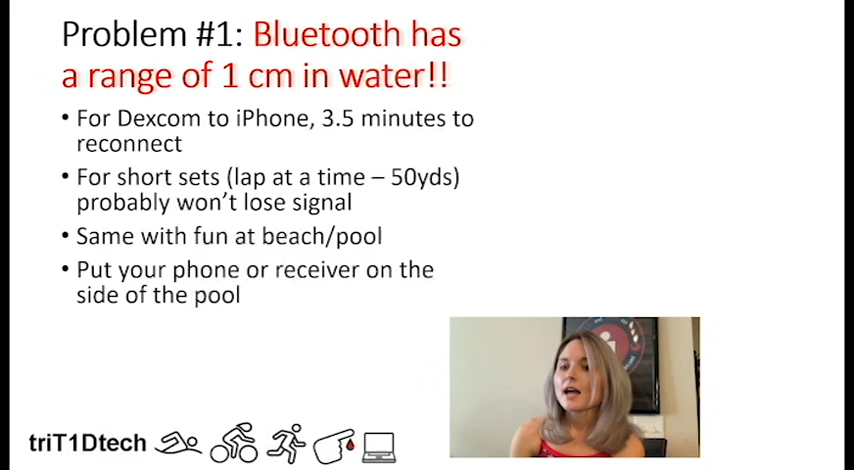 Problem #1: Bluetooth has
a range of 1 cm in water!!
• For Dexcom to iPhone, 3.5 minutes to
reconnect
• For short sets (lap at a time – 50yds)
probably won't lose signal
• Same with fun at beach/pool
• Put your phone or receiver on the
side of the pool
triT1Dtech